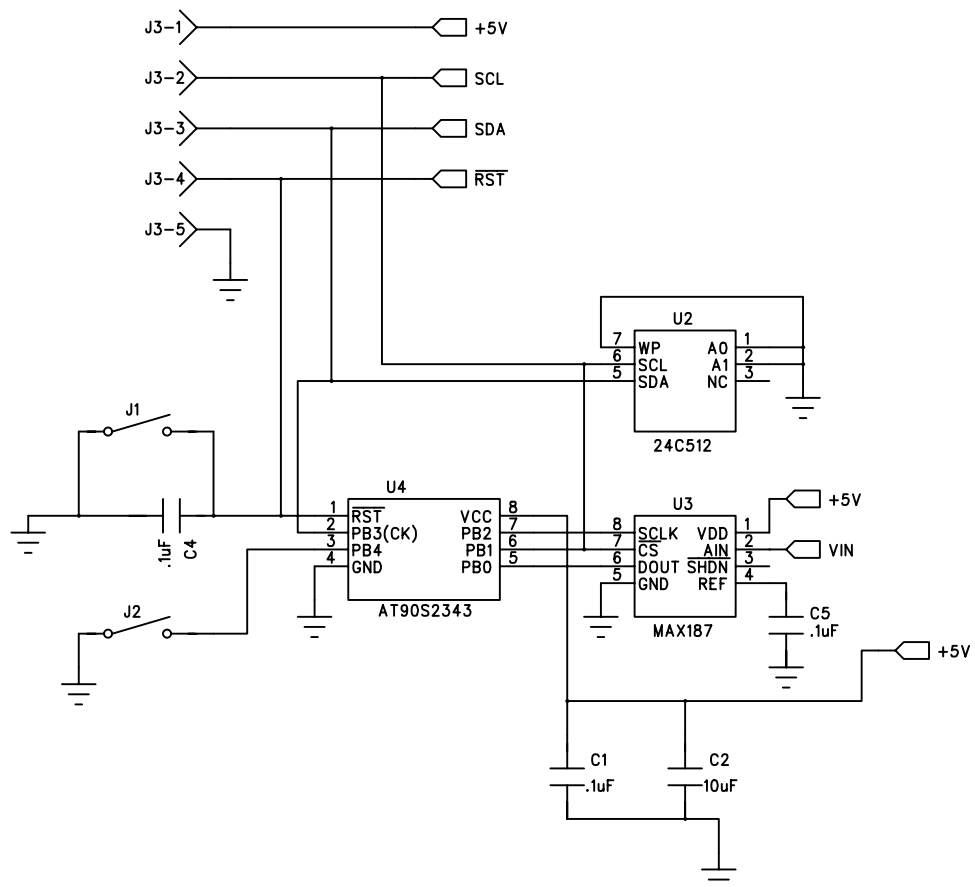 J3-1 +5V
J3-2 SCL
J3-3 SDA
J3-4 RST
J3-5
U2
7 WP A0 1
6 SCL A1 2
5 SDA NC 3
24C512
J1
.1uF C4
U4
1 RST VCC 8
2 PB3(CK) PB2 7
3 PB4 PB1 6
4 GND PB0 5
AT90S2343
U3
8 SCLK VDD 1 +5V
7 CS AIN 2 VIN
6 DOUT SHDN 3
5 GND REF 4
MAX187
J2
C5
.1uF
+5V
C1
.1uF
C2
10uF